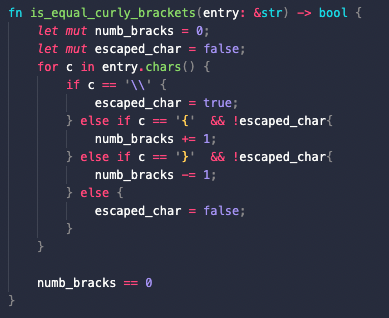 fn is_equal_curly_brackets(entry: &str) -> bool {
    let mut numb_bracks = 0;
    let mut escaped_char = false;
    for c in entry.chars() {
        if c == '\\' {
            escaped_char = true;
        } else if c == '{'  && !escaped_char{
            numb_bracks += 1;
        } else if c == '}'  && !escaped_char{
            numb_bracks -= 1;
        } else {
            escaped_char = false;
        }
    }

    numb_bracks == 0
}